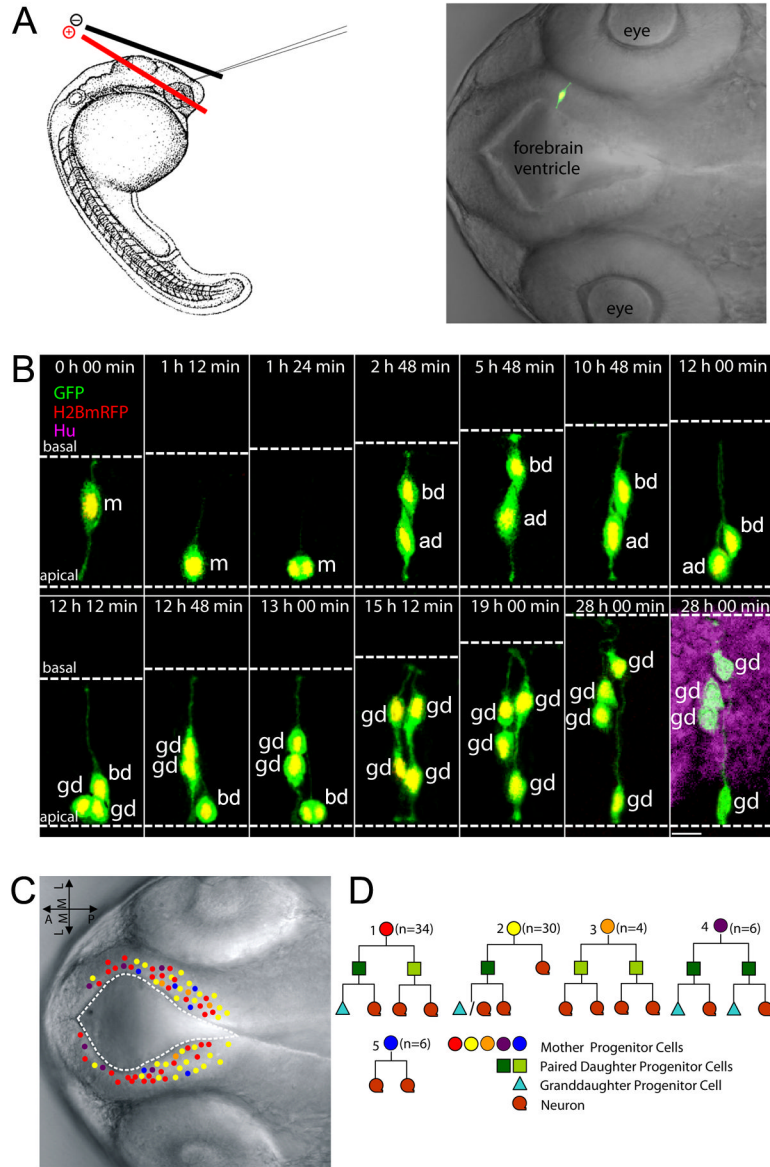 A
⊖
⊕
eye
forebrain
ventricle
eye
B
0 h 00 min 1 h 12 min 1 h 24 min 2 h 48 min 5 h 48 min 10 h 48 min 12 h 00 min
GFP
H2BmRFP
Hu
basal
m m m bd ad bd ad bd ad bd ad
apical
12 h 12 min 12 h 48 min 13 h 00 min 15 h 12 min 19 h 00 min 28 h 00 min 28 h 00 min
basal
gd bd gd gd gd bd gd gd bd gd gd gd gd gd gd gd gd gd gd gd gd gd gd gd
apical
C
L
M
A P
M
L
D
1 (n=34) 2 (n=30) 3 (n=4) 4 (n=6)
/
5 (n=6)
Mother Progenitor Cells
Paired Daughter Progenitor Cells
Granddaughter Progenitor Cell
Neuron